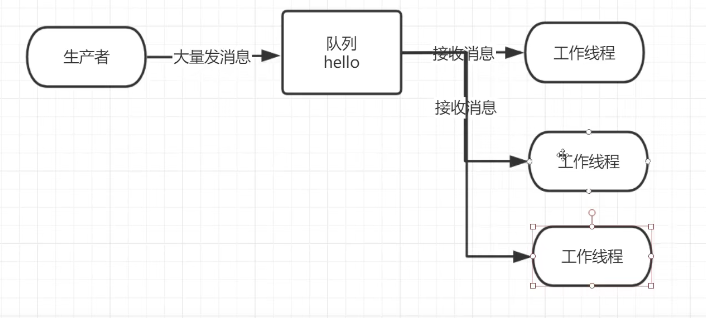 生产者
大量发消息
队列
hello
接收消息
工作线程
接收消息
工作线程
工作线程